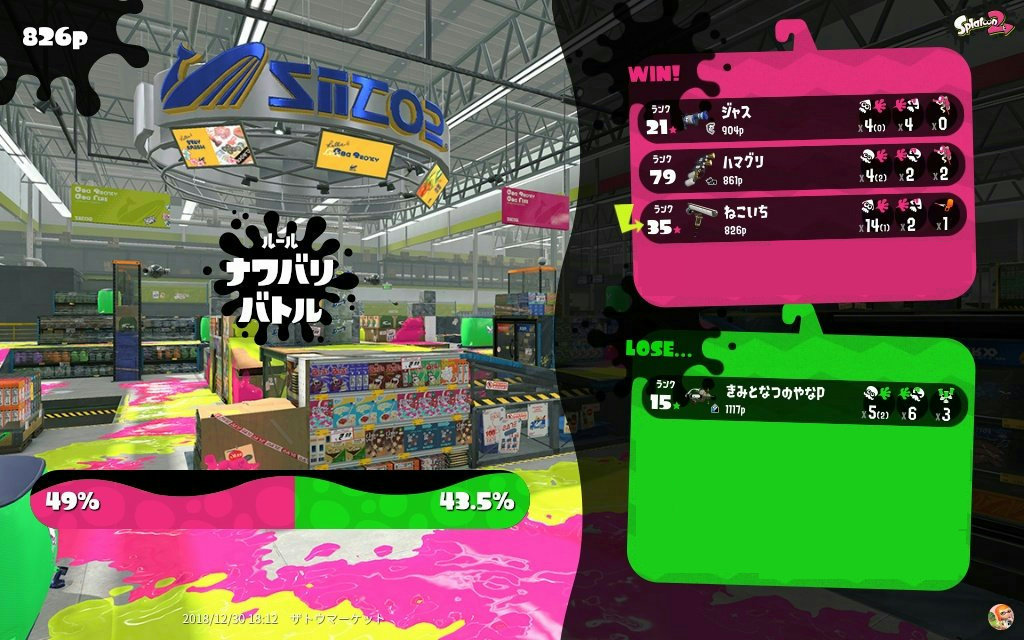 826p
Splatoon 2
ルール
ナワバリ
バトル
49%
43.5%
2018/12/30 18:12 ザトウマーケット
WIN!
ランク
21★
ジャス
904p
x4(0)
x4
x0
ランク
79
ハマグリ
861p
x4(2)
x2
x2
ランク
35★
ねこいち
826p
x14(1)
x2
x1
LOSE...
ランク
15★
きみとなつのやなP
1117p
x5(2)
x6
x3